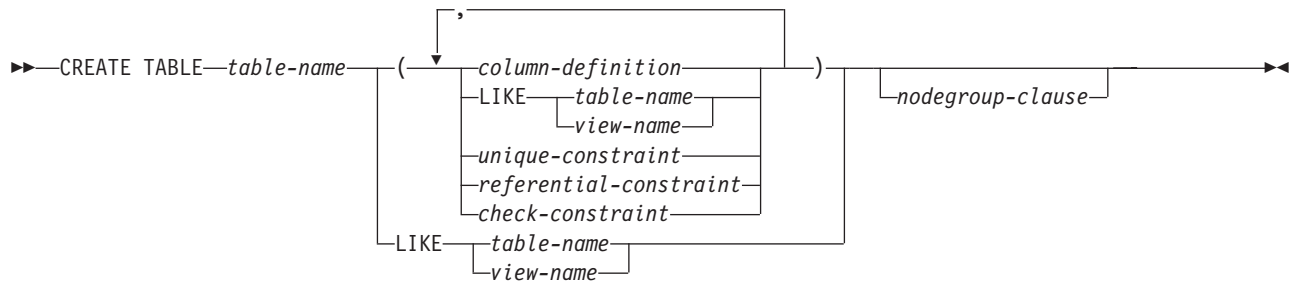 ,
CREATE TABLE table-name ( column-definition )
LIKE table-name nodegroup-clause
view-name
unique-constraint
referential-constraint
check-constraint
LIKE table-name
view-name